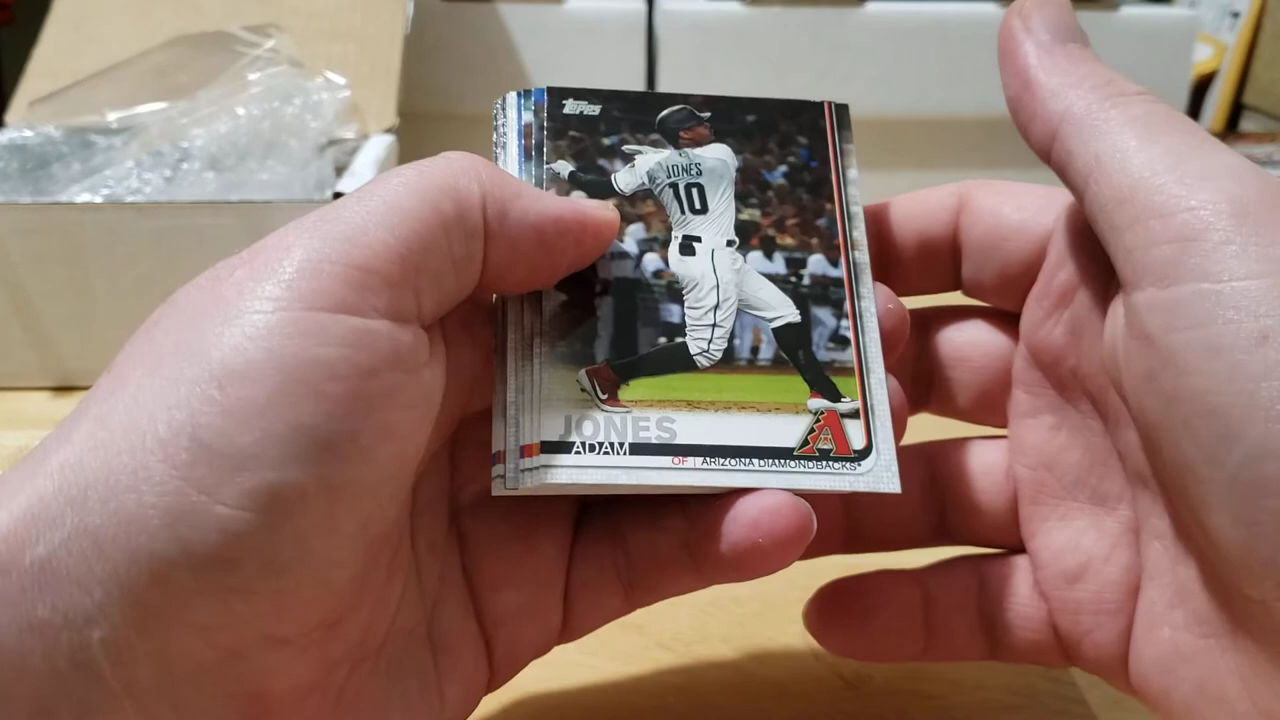 Topps
JONES
10
JONES
ADAM
OF | ARIZONA DIAMONDBACKS®